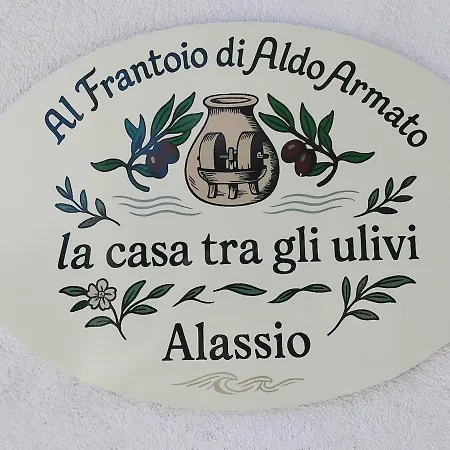 Al Frantoio di Aldo Armato
la casa tra gli ulivi
Alassio